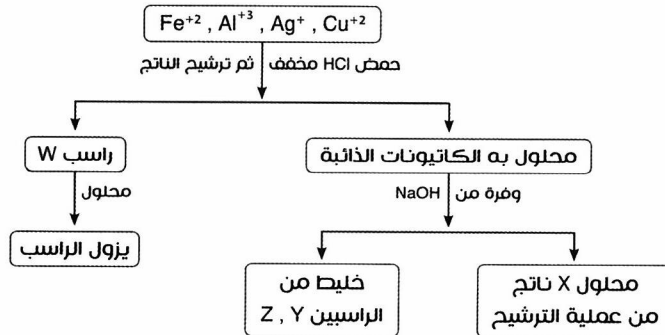 Fe⁺² , Al⁺³ , Ag⁺ , Cu⁺²
حمض HCl مخفف ثم ترشيح الناتج
راسب W
محلول به الكاتيونات الذائبة
محلول
وفرة من NaOH
يزول الراسب
خليط من
الراسبين Z , Y
محلول X ناتج
من عملية الترشيح